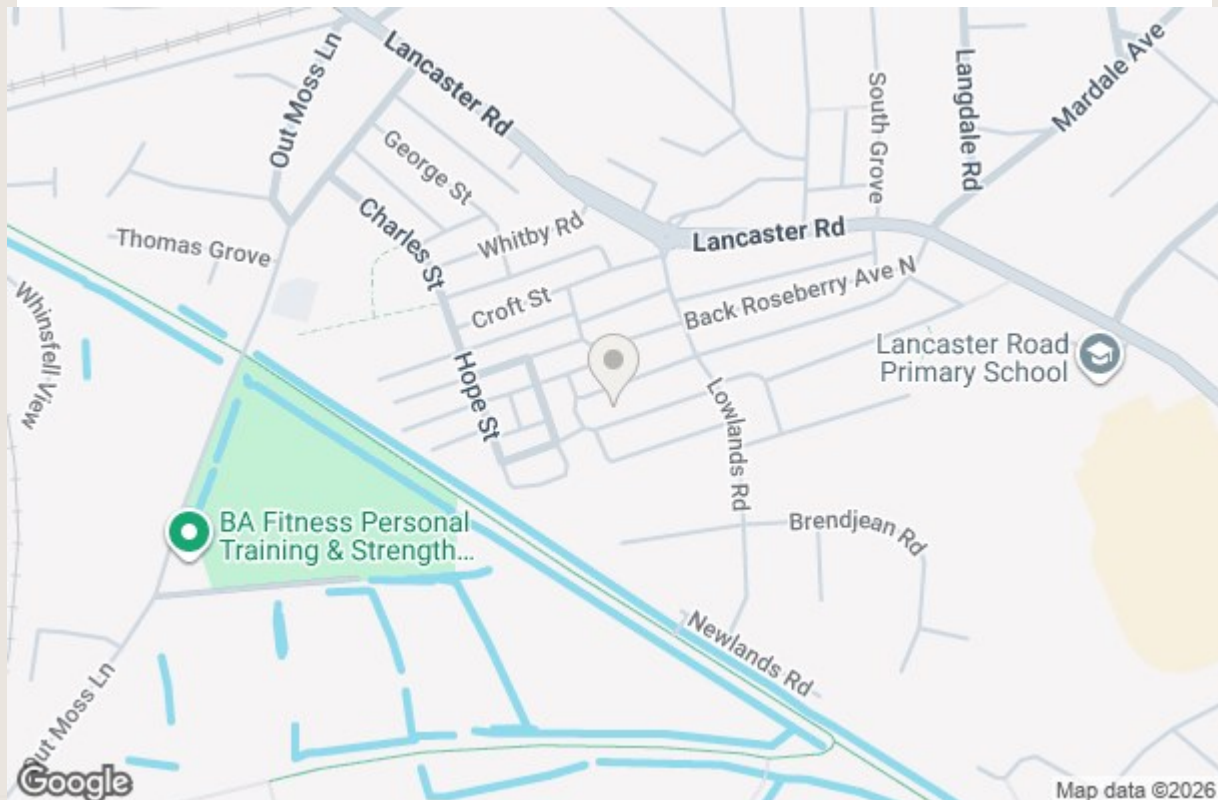 Lancaster Rd
Out Moss Ln
George St
South Grove
Langdale Rd
Mardale Ave
Charles St
Whitby Rd
Lancaster Rd
Thomas Grove
Croft St
Back Roseberry Ave N
Whinsfell View
Hope St
Lancaster Road
Primary School
Lowlands Rd
BA Fitness Personal
Training & Strength...
Brendjean Rd
Newlands Rd
Out Moss Ln
Google
Map data ©2026